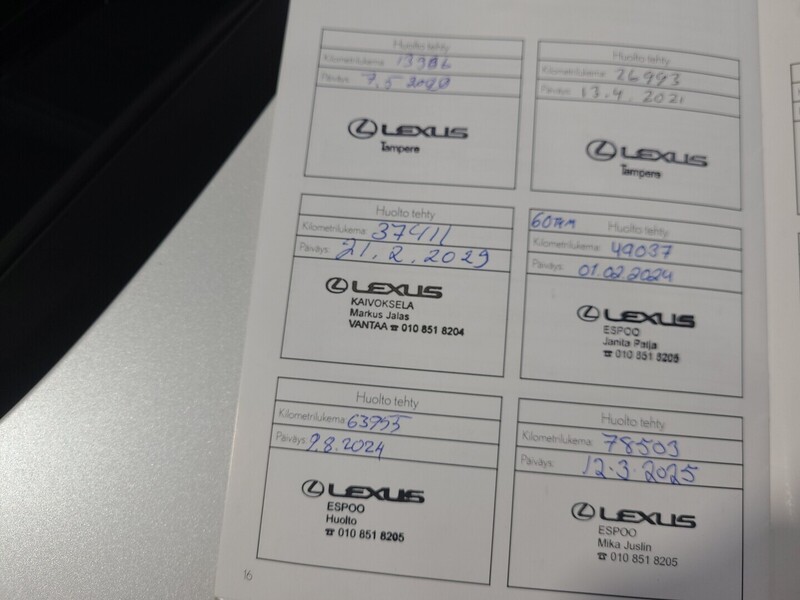 Huolto tehty
Kilometrilukema: 13906
Päiväys: 7.5 2020
LEXUS
Tampere
Huolto tehty
Kilometrilukema: 26993
Päiväys: 13.4. 2021
LEXUS
Tampere
Huolto tehty
Kilometrilukema: 37411
Päiväys: 21.2.2023
LEXUS
KAIVOKSELA
Markus Jalas
VANTAA ☎ 010 851 8204
60TKM Huolto tehty
Kilometrilukema: 49037
Päiväys: 01.02.2024
LEXUS
ESPOO
Janita Paija
☎ 010 851 8205
Huolto tehty
Kilometrilukema: 63755
Päiväys: 9.8.2024
LEXUS
ESPOO
Huolto
☎ 010 851 8205
Huolto tehty
Kilometrilukema: 78503
Päiväys: 12.3.2025
LEXUS
ESPOO
Mika Juslin
☎ 010 851 8205
16